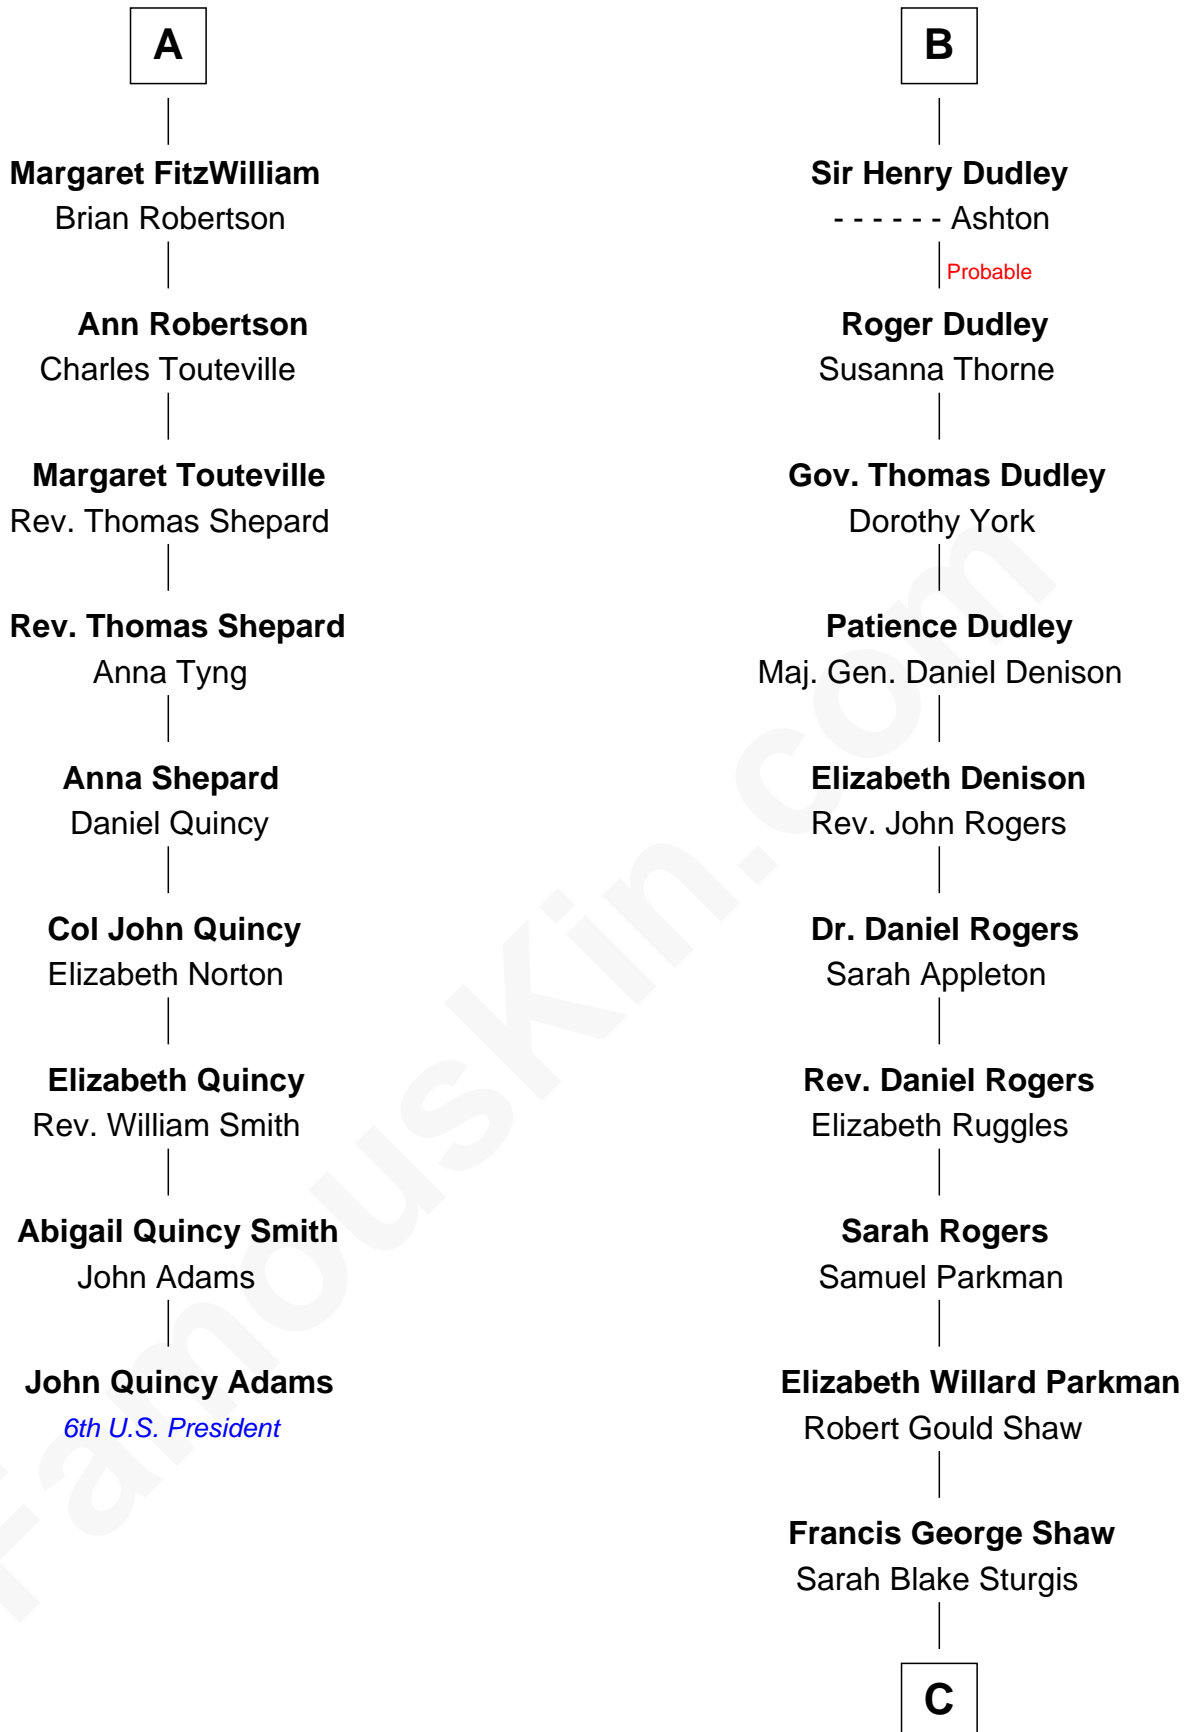 A
Margaret FitzWilliam
Brian Robertson
Ann Robertson
Charles Touteville
Margaret Touteville
Rev. Thomas Shepard
Rev. Thomas Shepard
Anna Tyng
Anna Shepard
Daniel Quincy
Col John Quincy
Elizabeth Norton
Elizabeth Quincy
Rev. William Smith
Abigail Quincy Smith
John Adams
John Quincy Adams
6th U.S. President
B
Sir Henry Dudley
- - - - - - Ashton
Probable
Roger Dudley
Susanna Thorne
Gov. Thomas Dudley
Dorothy York
Patience Dudley
Maj. Gen. Daniel Denison
Elizabeth Denison
Rev. John Rogers
Dr. Daniel Rogers
Sarah Appleton
Rev. Daniel Rogers
Elizabeth Ruggles
Sarah Rogers
Samuel Parkman
Elizabeth Willard Parkman
Robert Gould Shaw
Francis George Shaw
Sarah Blake Sturgis
C
FamousKin.com